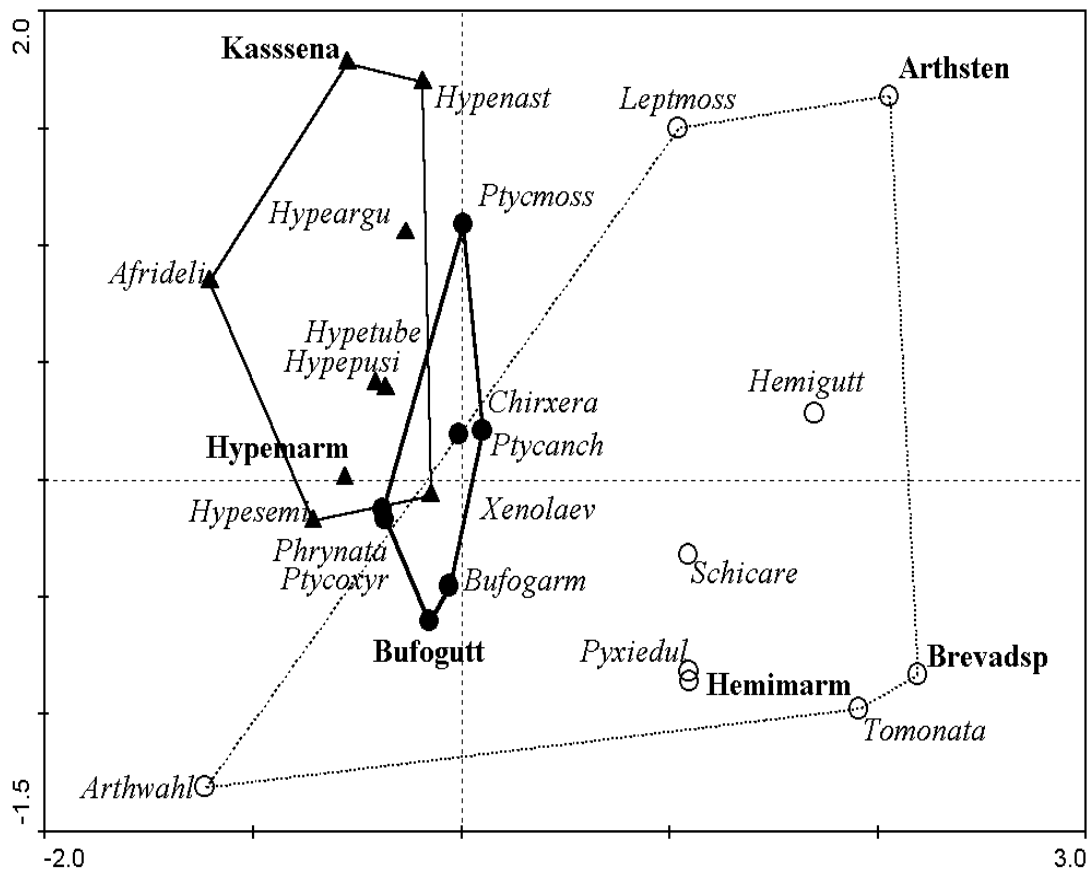 2.0
Kasssena
Arthsten
Hypenast
Leptmoss
Ptycmoss
Hypeargu
Afrideli
Hypetube
Hypepusi
Hemigutt
Chirxera
Hypemarm
Ptycanch
Hypesemi
Xenolaev
Phrynata
Schicare
Ptycoxyr
Bufogarm
Bufogutt
Pyxiedul
Brevadsp
Hemimarm
Tomonata
Arthwahl
-1.5
-2.0
3.0